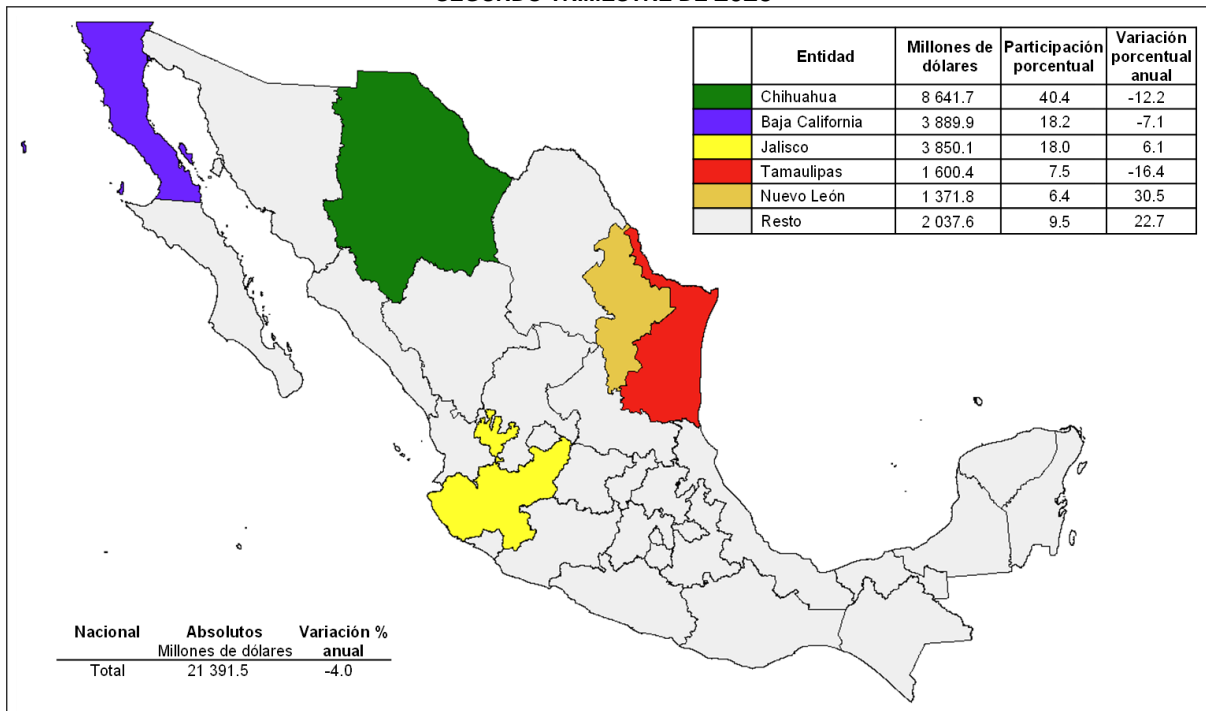 Entidad Millones de dólares Participación porcentual Variación porcentual anual
Chihuahua 8 641.7 40.4 -12.2
Baja California 3 889.9 18.2 -7.1
Jalisco 3 850.1 18.0 6.1
Tamaulipas 1 600.4 7.5 -16.4
Nuevo León 1 371.8 6.4 30.5
Resto 2 037.6 9.5 22.7
Nacional Absolutos Variación %
Millones de dólares anual
Total 21 391.5 -4.0